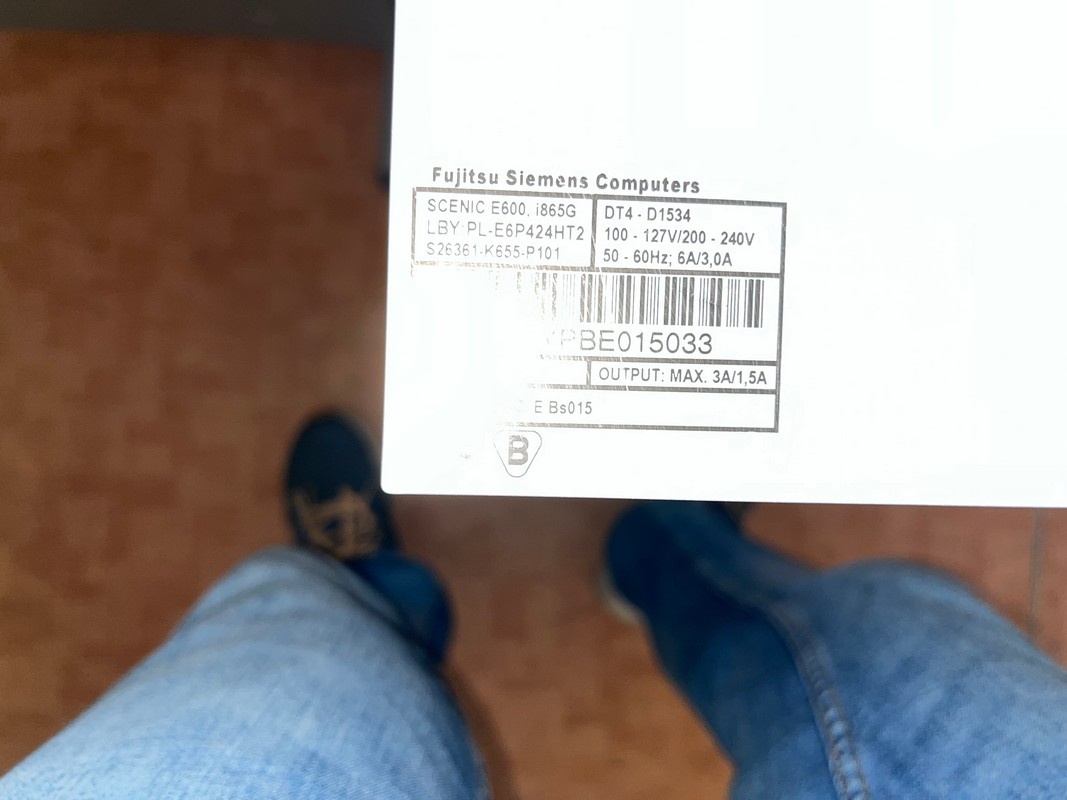 Fujitsu Siemens Computers
SCENIC E600, i865G
LBY:PL-E6P424HT2
S26361-K655-P101
DT4 - D1534
100 - 127V/200 - 240V
50 - 60Hz; 6A/3,0A
PBE015033
OUTPUT: MAX. 3A/1,5A
E Bs015
B